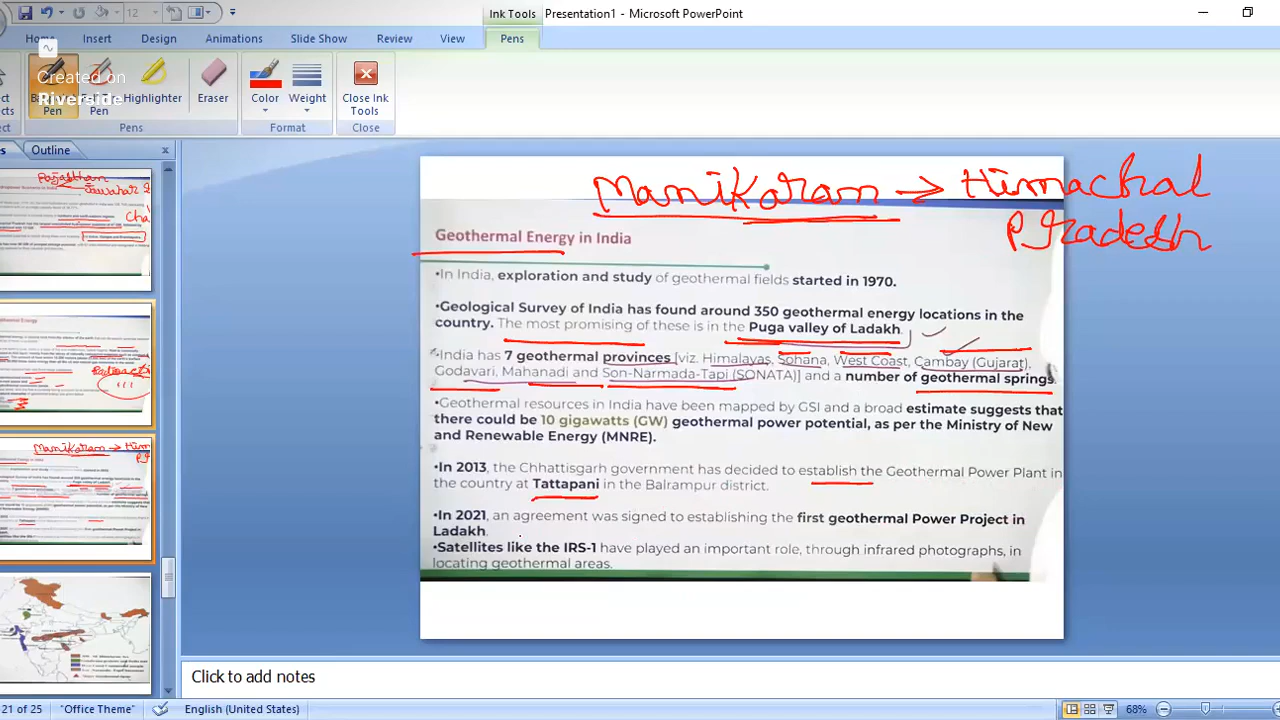 12
Ink Tools
Presentation1 - Microsoft PowerPoint
Home Insert Design Animations Slide Show Review View Pens
Created on
Riverside
Pen
Pen
Highlighter
Eraser
Color
Weight
Close Ink
Tools
Pens
Format
Close
Outline
Manikaram → Himachal
Pradesh
Geothermal Energy in India
•In India, exploration and study of geothermal fields started in 1970.
•Geological Survey of India has found around 350 geothermal energy locations in the
country. The most promising of these is in the Puga valley of Ladakh
•India has 7 geothermal provinces [viz. Himalayas, Sohana, West Coast, Cambay (Gujarat),
Godavari, Mahanadi and Son-Narmada-Tapi SONATA)] and a number of geothermal springs
•Geothermal resources in India have been mapped by GSI and a broad estimate suggests that
there could be 10 gigawatts (GW) geothermal power potential, as per the Ministry of New
and Renewable Energy (MNRE).
•In 2013, the Chhattisgarh government had decided to establish the Geothermal Power Plant in
the country Tattapani in the Balrampur district.
•In 2021, an agreement was signed to establishing the first geothermal Power Project in
Ladakh.
•Satellites like the IRS-1 have played an important role, through infrared photographs, in
locating geothermal areas.
Click to add notes
21 of 25
"Office Theme"
English (United States)
68%